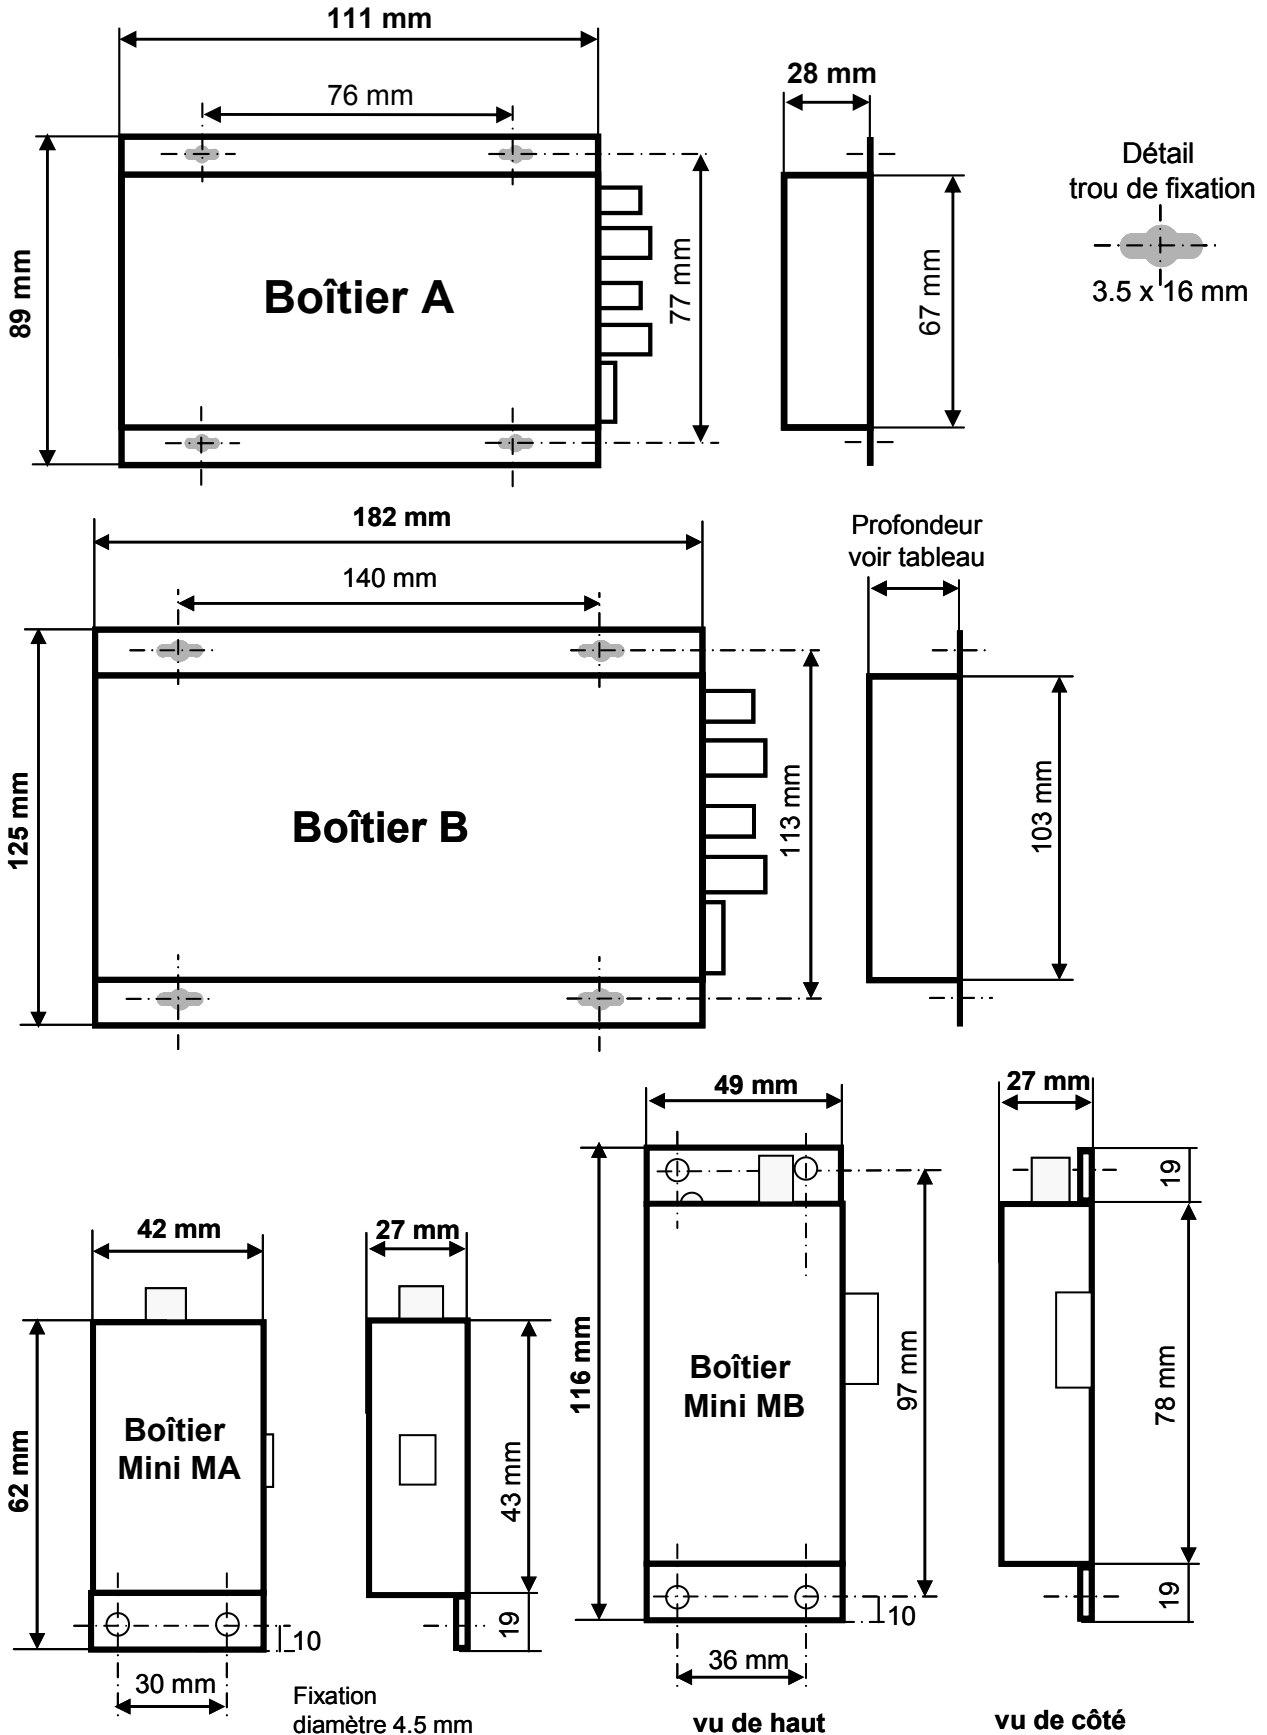 111 mm
76 mm
28 mm
Détail
trou de fixation
3.5 x 16 mm
89 mm
Boîtier A
77 mm
67 mm
182 mm
140 mm
Profondeur
voir tableau
125 mm
Boîtier B
113 mm
103 mm
49 mm
27 mm
19
42 mm
27 mm
116 mm
Boîtier
Mini MB
97 mm
78 mm
62 mm
Boîtier
Mini MA
43 mm
19
10
30 mm
Fixation
diamètre 4.5 mm
10
19
36 mm
vu de haut
vu de côté